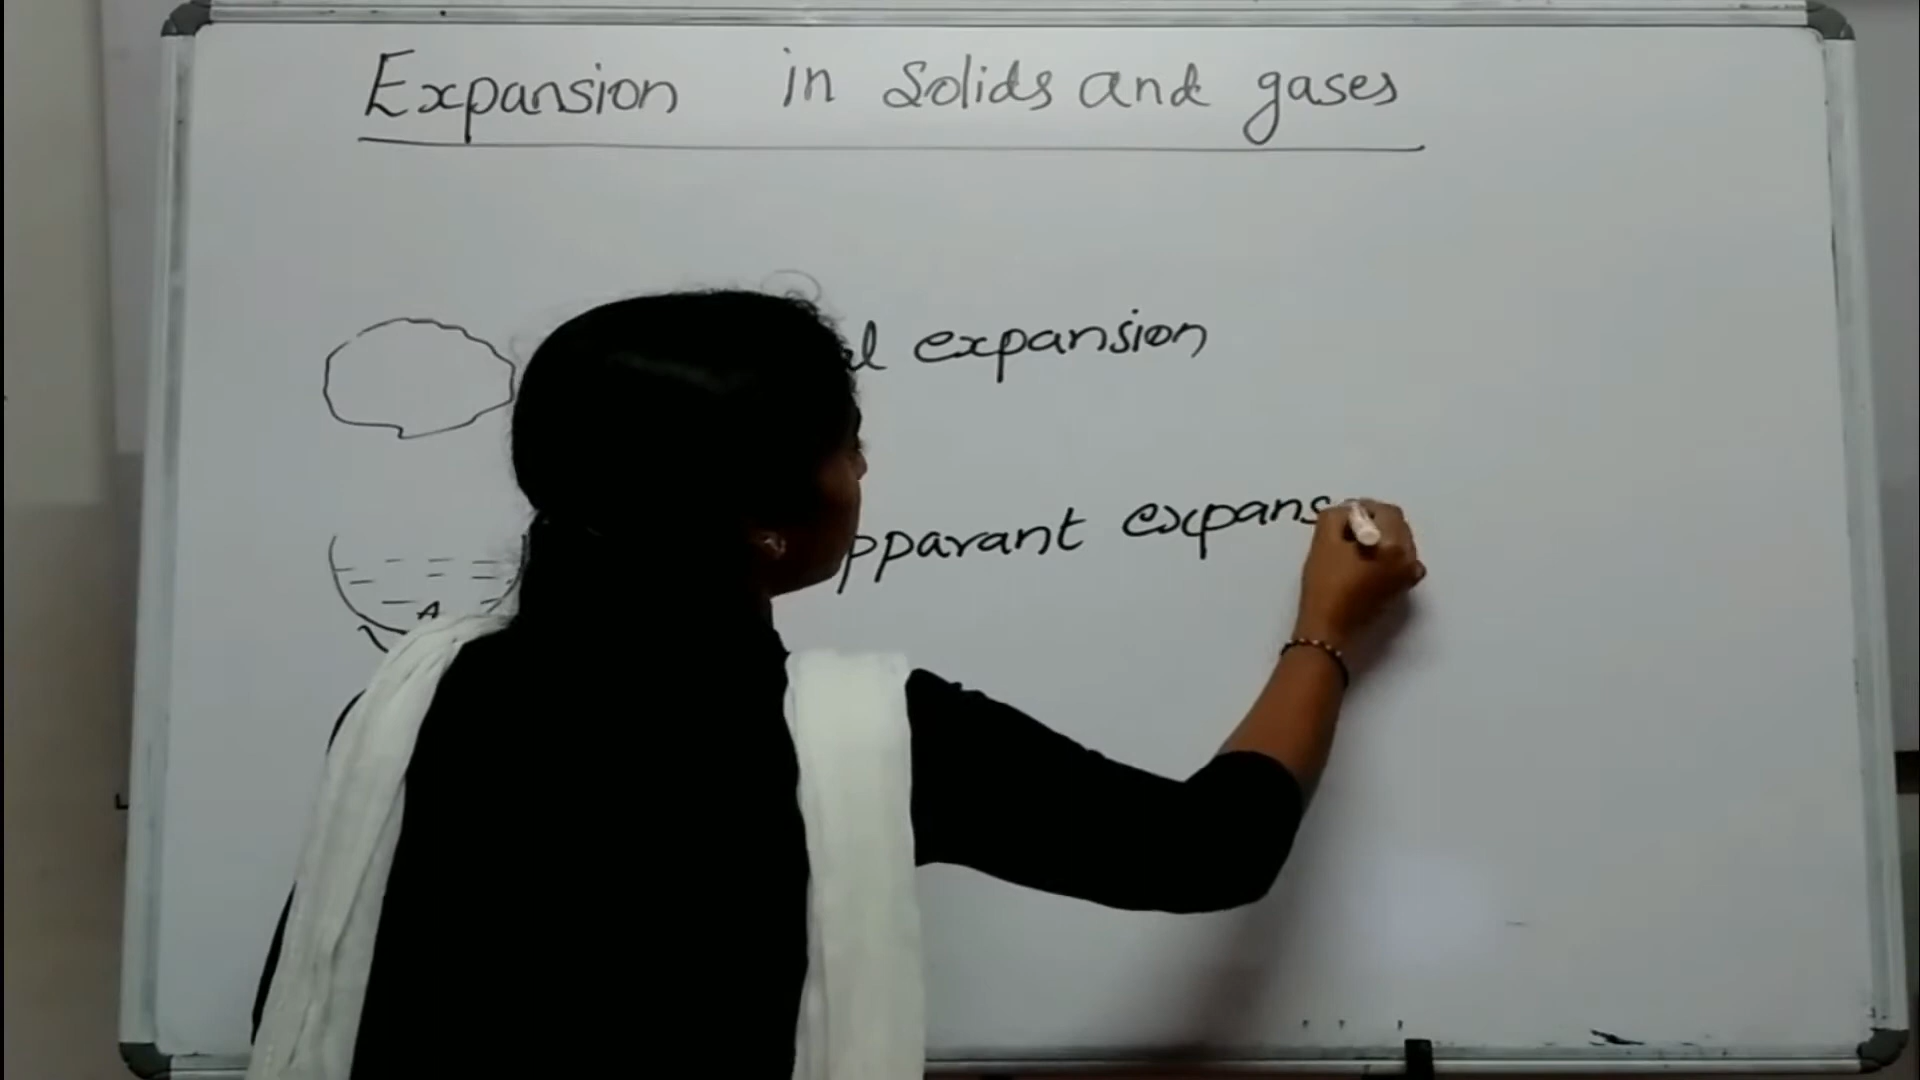 Expansion in Solids and gases
expansion
pparant expans
A